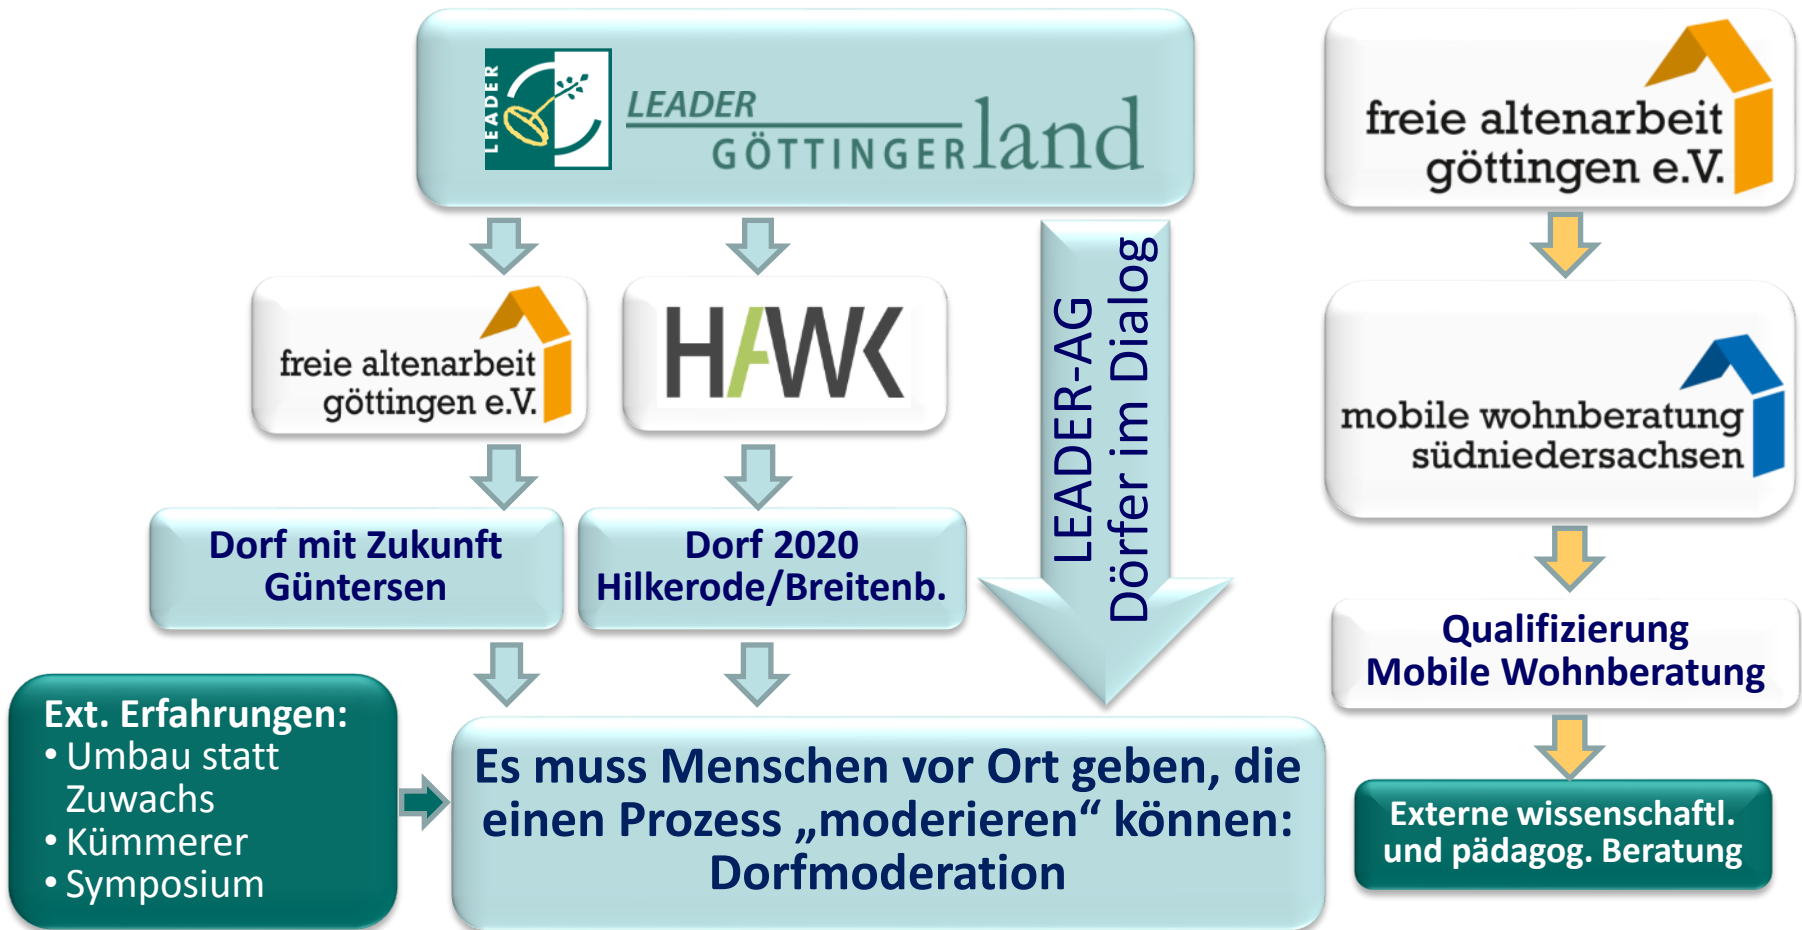 LEADER
LEADER
GÖTTINGERland
freie altenarbeit
göttingen e.V.
HAWK
LEADER-AG
Dörfer im Dialog
Dorf mit Zukunft
Güntersen
Dorf 2020
Hilkerode/Breitenb.
Ext. Erfahrungen:
• Umbau statt
Zuwachs
• Kümmerer
• Symposium
Es muss Menschen vor Ort geben, die
einen Prozess „moderieren“ können:
Dorfmoderation
freie altenarbeit
göttingen e.V.
mobile wohnberatung
südniedersachsen
Qualifizierung
Mobile Wohnberatung
Externe wissenschaftl.
und pädagog. Beratung